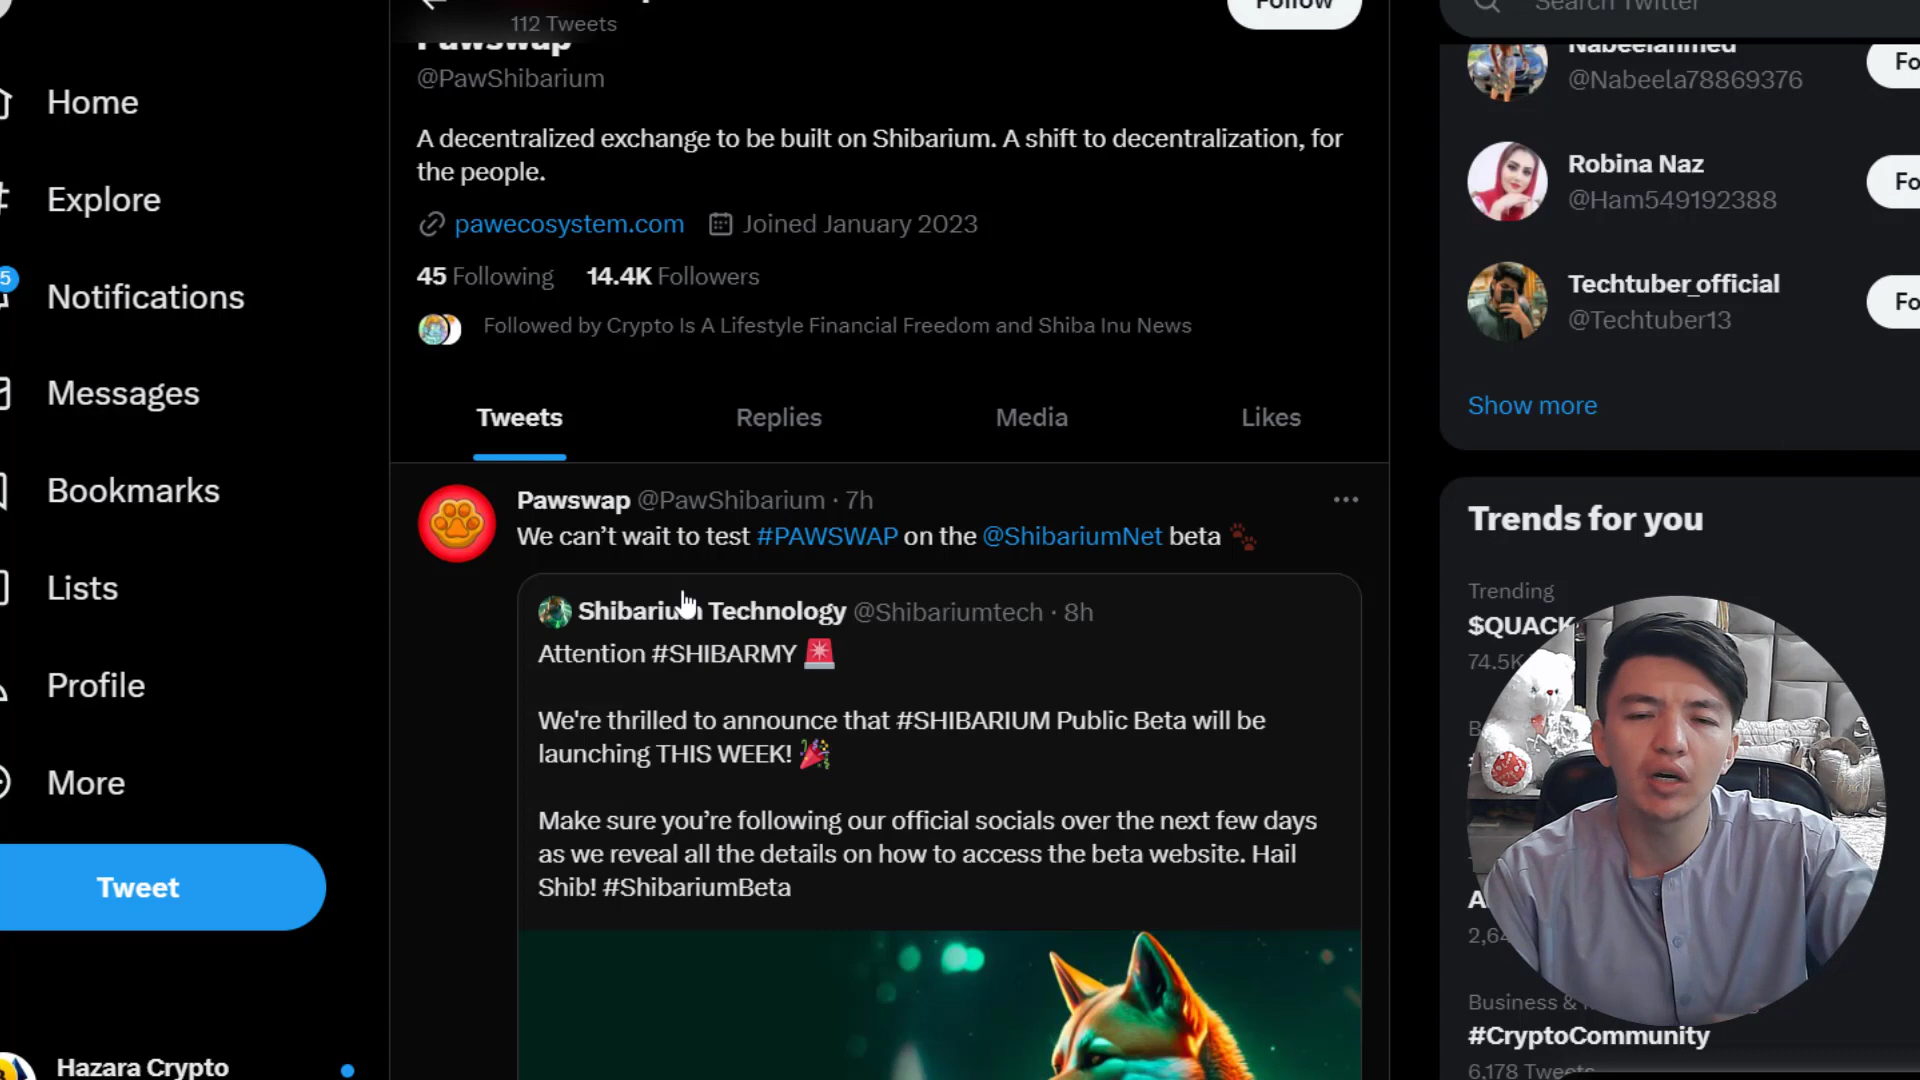 112 Tweets
Follow
Search Twitter
Home
Explore
5
Notifications
Messages
Bookmarks
Lists
Profile
More
Tweet
Hazara Crypto
Pawswap
@PawShibarium
A decentralized exchange to be built on Shibarium. A shift to decentralization, for
the people.
pawecosystem.com Joined January 2023
45 Following 14.4K Followers
Followed by Crypto Is A Lifestyle Financial Freedom and Shiba Inu News
Tweets Replies Media Likes
Pawswap @PawShibarium · 7h
We can’t wait to test #PAWSWAP on the @ShibariumNet beta
Shibarium Technology @Shibariumtech · 8h
Attention #SHIBARMY
We're thrilled to announce that #SHIBARIUM Public Beta will be
launching THIS WEEK!
Make sure you’re following our official socials over the next few days
as we reveal all the details on how to access the beta website. Hail
Shib! #ShibariumBeta
Nabeelahmed
@Nabeela78869376
Fo
Robina Naz
@Ham549192388
Fo
Techtuber_official
@Techtuber13
Fo
Show more
Trends for you
Trending
$QUACK
74.5K
Business &
#CryptoCommunity
6,178 Tweets